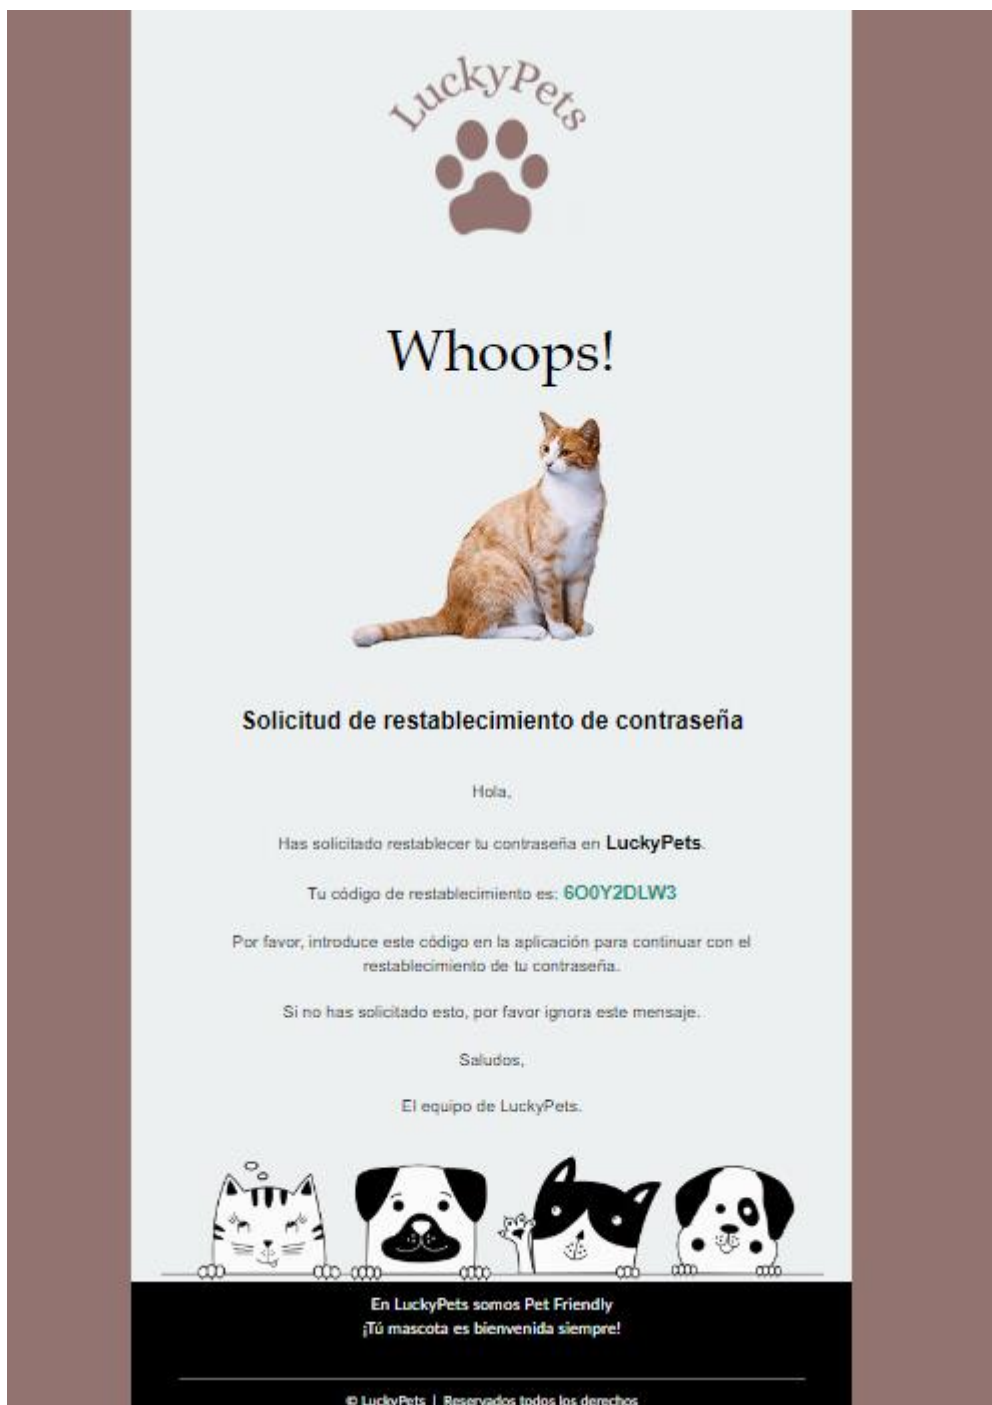 LuckyPets
Whoops!
Solicitud de restablecimiento de contraseña
Hola,
Has solicitado restablecer tu contraseña en LuckyPets.
Tu código de restablecimiento es: 6O0Y2DLW3
Por favor, introduce este código en la aplicación para continuar con el
restablecimiento de tu contraseña.
Si no has solicitado esto, por favor ignora este mensaje.
Saludos,
El equipo de LuckyPets.
En LuckyPets somos Pet Friendly
¡Tú mascota es bienvenida siempre!
© LuckyPets | Reservados todos los derechos